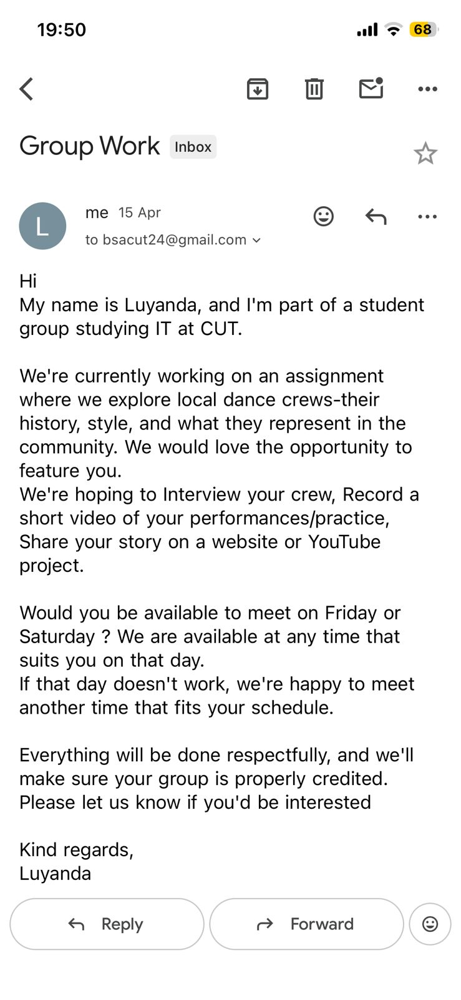 19:50
68
Group Work Inbox
L
me 15 Apr
to bsacut24@gmail.com
Hi
My name is Luyanda, and I'm part of a student
group studying IT at CUT.
We're currently working on an assignment
where we explore local dance crews-their
history, style, and what they represent in the
community. We would love the opportunity to
feature you.
We're hoping to Interview your crew, Record a
short video of your performances/practice,
Share your story on a website or YouTube
project.
Would you be available to meet on Friday or
Saturday ? We are available at any time that
suits you on that day.
If that day doesn't work, we're happy to meet
another time that fits your schedule.
Everything will be done respectfully, and we'll
make sure your group is properly credited.
Please let us know if you'd be interested
Kind regards,
Luyanda
Reply Forward